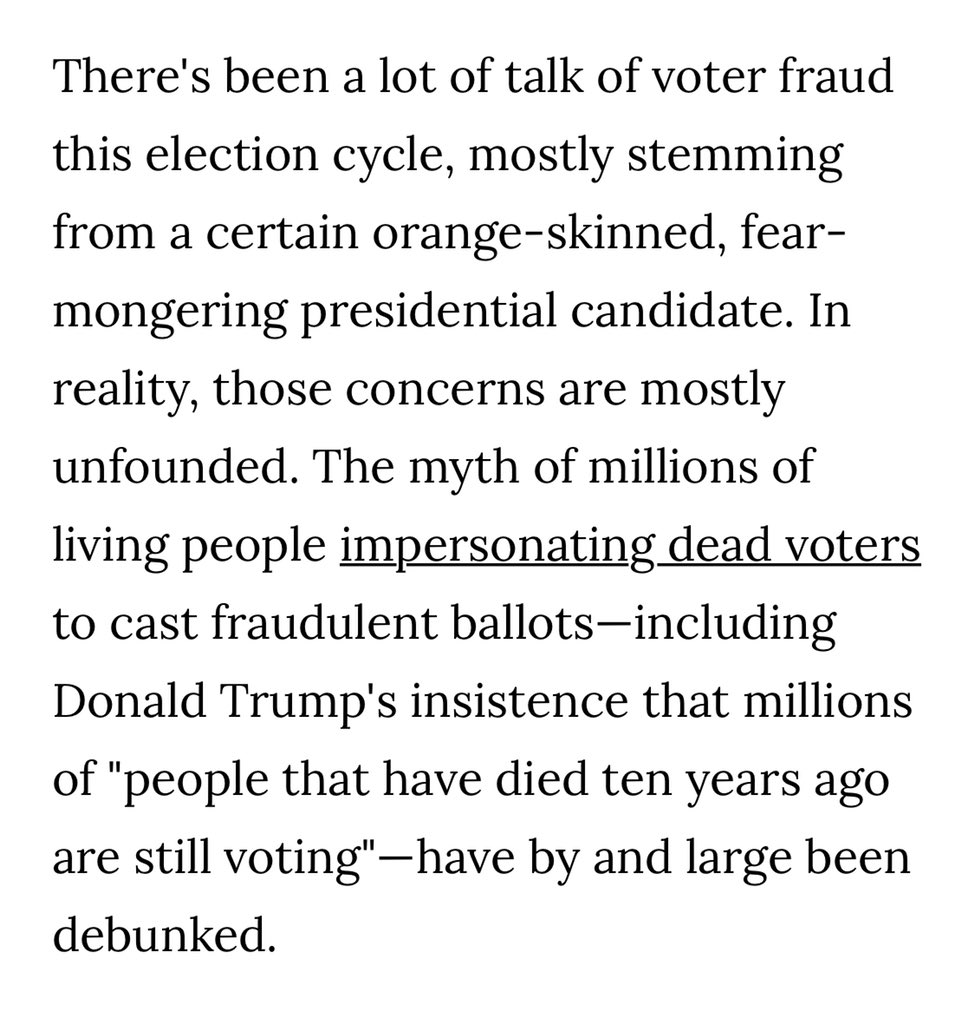 There's been a lot of talk of voter fraud
this election cycle, mostly stemming
from a certain orange-skinned, fear-
mongering presidential candidate. In
reality, those concerns are mostly
unfounded. The myth of millions of
living people impersonating dead voters
to cast fraudulent ballots—including
Donald Trump's insistence that millions
of "people that have died ten years ago
are still voting"—have by and large been
debunked.